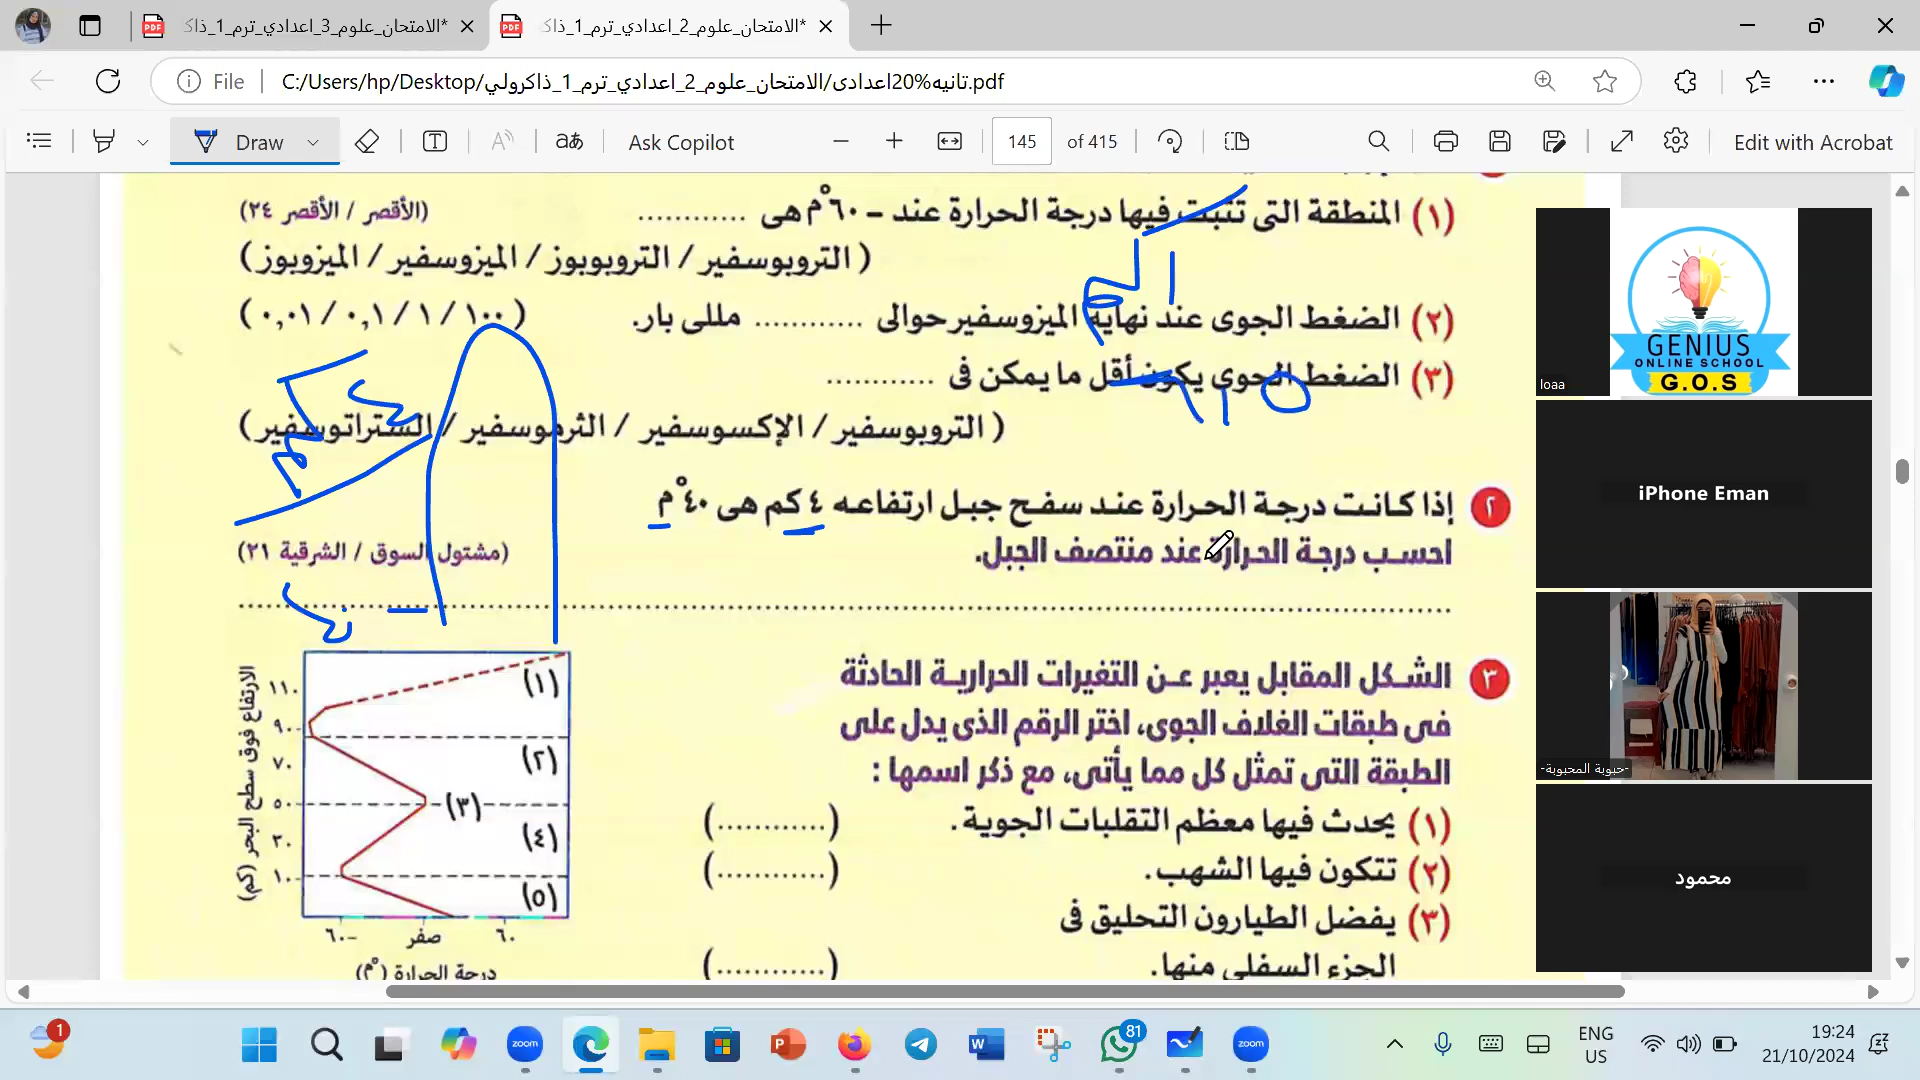 *الامتحان_علوم_3_اعدادي_ترم_1_ذاك
*الامتحان_علوم_2_اعدادي_ترم_1_ذاك
File
C:/Users/hp/Desktop/تانيه%20اعدادى/الامتحان_علوم_2_اعدادي_ترم_1_ذاكرولي.pdf
Draw
Ask Copilot
145
of 415
Edit with Acrobat
(١) المنطقة التى تثبت فيها درجة الحرارة عند – ٦٠°م هى ............ (الأقصر / الأقصر ٢٤)
( التروبوسفير / التروبوبوز / الميزوسفير / الميزوبوز )
(٢) الضغط الجوى عند نهاية الميزوسفير حوالى ............ مللى بار. ( ١٠٠ / ١ / ٠,١ / ٠,٠١ )
(٣) الضغط الجوى يكون أقل ما يمكن فى ............
( التروبوسفير / الإكسوسفير / الثرموسفير / الستراتوسفير )
٢ إذا كانت درجة الحرارة عند سفح جبل ارتفاعه ٤ كم هى ٤٠°م
احسب درجة الحرارة عند منتصف الجبل. (مشتول السوق / الشرقية ٢١)
٣ الشكل المقابل يعبر عن التغيرات الحرارية الحادثة
فى طبقات الغلاف الجوى، اختر الرقم الذى يدل على
الطبقة التى تمثل كل مما يأتى، مع ذكر اسمها :
(١) يحدث فيها معظم التقلبات الجوية. (............)
(٢) تتكون فيها الشهب. (............)
(٣) يفضل الطيارون التحليق فى
الجزء السفلى منها. (............)
الارتفاع فوق سطح البحر (كم)
١١٠
٩٠
٧٠
٥٠
٣٠
١٠
(١)
(٢)
(٣)
(٤)
(٥)
–٦٠ صفر ٦٠
درجة الحرارة (°م)
GENIUS
ONLINE SCHOOL
G.O.S
loaa
iPhone Eman
-حبوبة المحبوبة-
محمود
1
zoom
81
zoom
ENG
US
19:24
21/10/2024